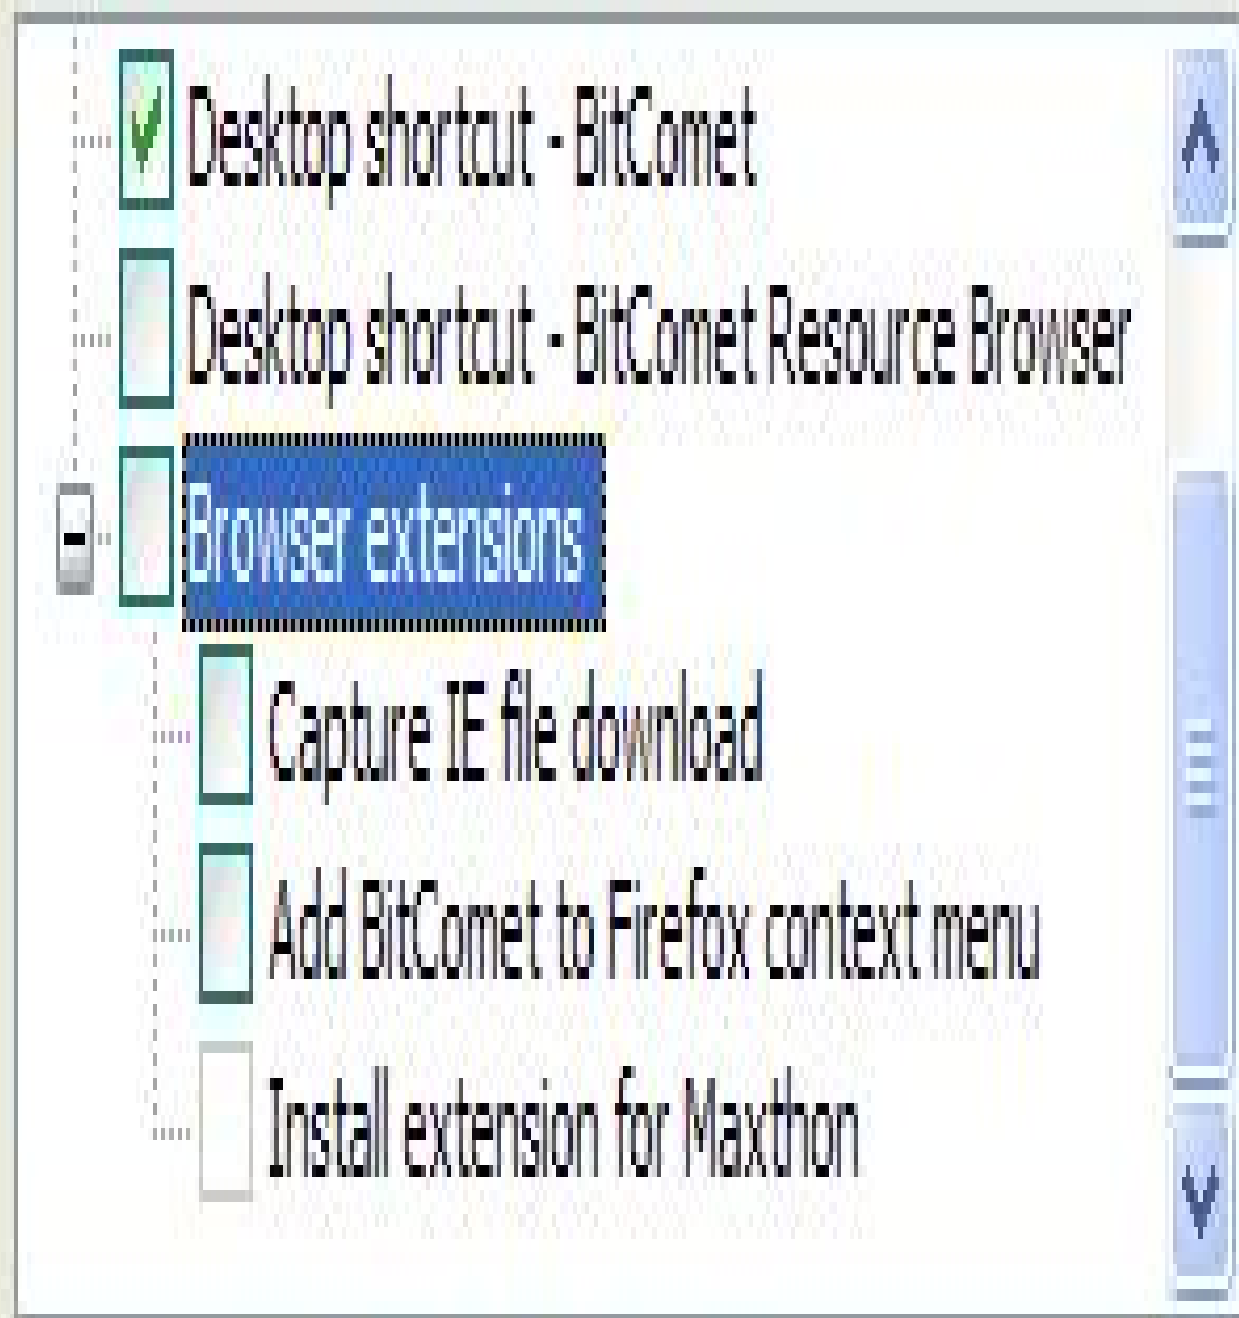 Desktop shortcut - BitComet
Desktop shortcut - BitComet Resource Browser
Browser extensions
Capture IE file download
Add BitComet to Firefox context menu
Install extension for Maxthon